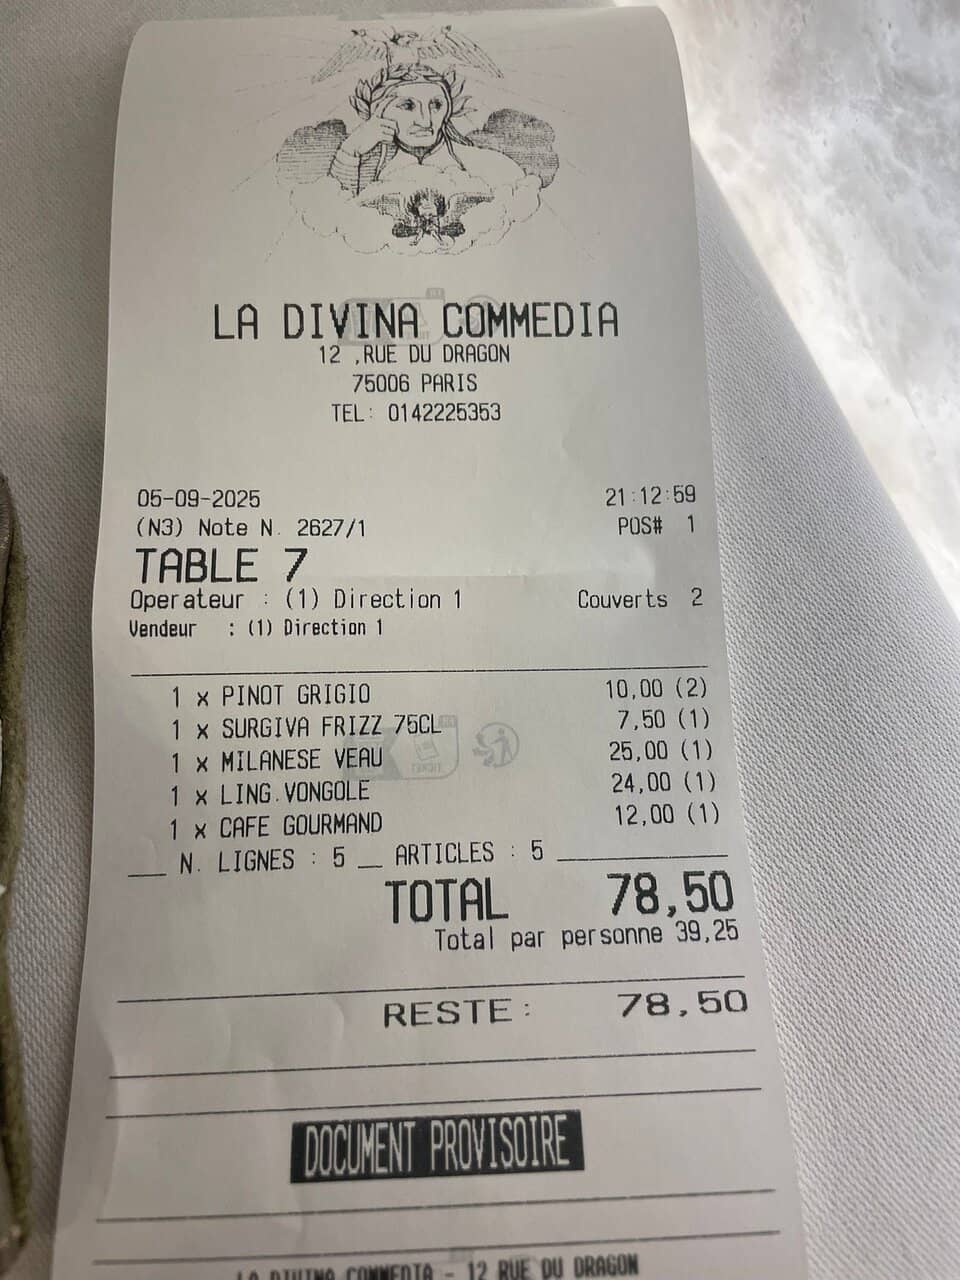 LA DIVINA COMMEDIA
12 ,RUE DU DRAGON
75006 PARIS
TEL: 0142225353
05-09-2025 21:12:59
(N3) Note N. 2627/1 POS# 1
TABLE 7
Operateur : (1) Direction 1 Couverts 2
Vendeur : (1) Direction 1
1 x PINOT GRIGIO 10,00 (2)
1 x SURGIVA FRIZZ 75CL 7,50 (1)
1 x MILANESE VEAU 25,00 (1)
1 x LING.VONGOLE 24,00 (1)
1 x CAFE GOURMAND 12,00 (1)
N. LIGNES : 5 __ ARTICLES : 5
TOTAL 78,50
Total par personne 39,25
RESTE: 78,50
DOCUMENT PROVISOIRE
LA DIVINA COMMEDIA - 12 RUE DU DRAGON